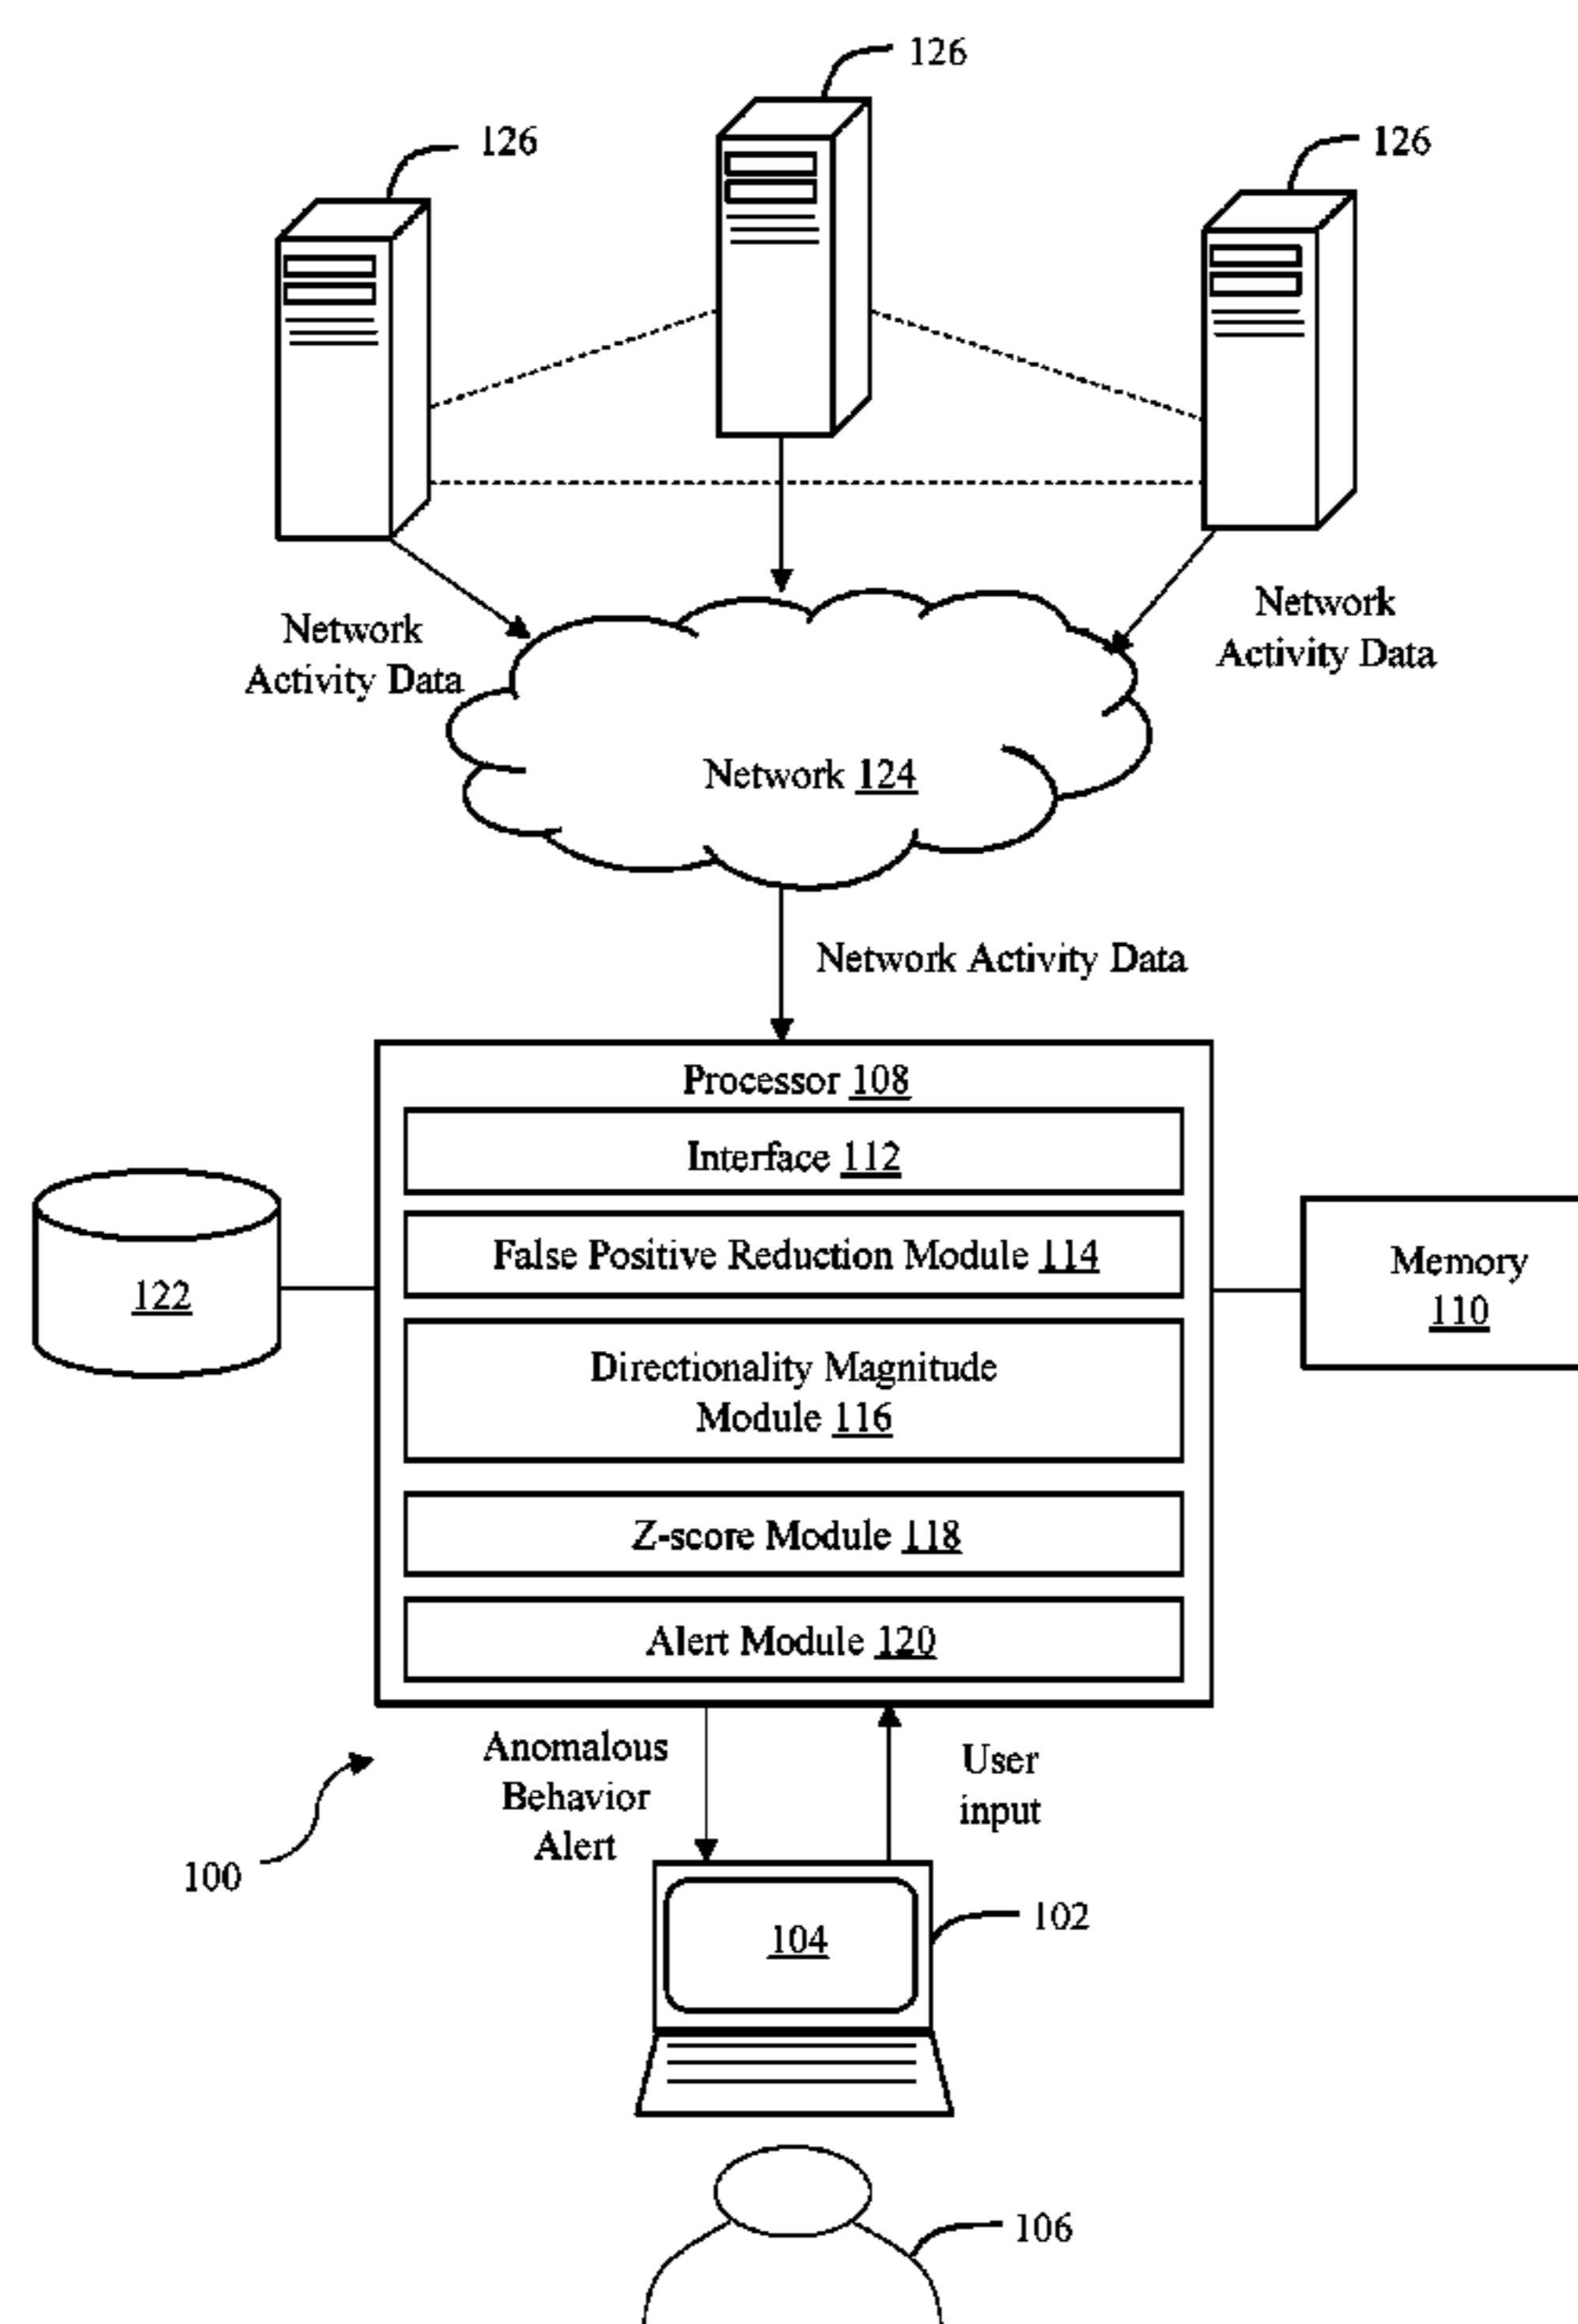 126
126
126
Network
Activity Data
Network
Activity Data
Network 124
Network Activity Data
Processor 108
Interface 112
False Positive Reduction Module 114
122
Memory
110
Directionality Magnitude
Module 116
Z-score Module 118
Alert Module 120
Anomalous
Behavior
Alert
User
input
100
104
102
106